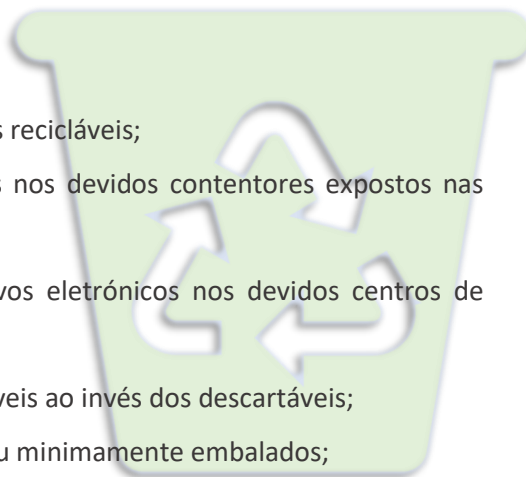 s recicláveis;
s nos devidos contentores expostos nas
vos eletrónicos nos devidos centros de
veis ao invés dos descartáveis;
u minimamente embalados;